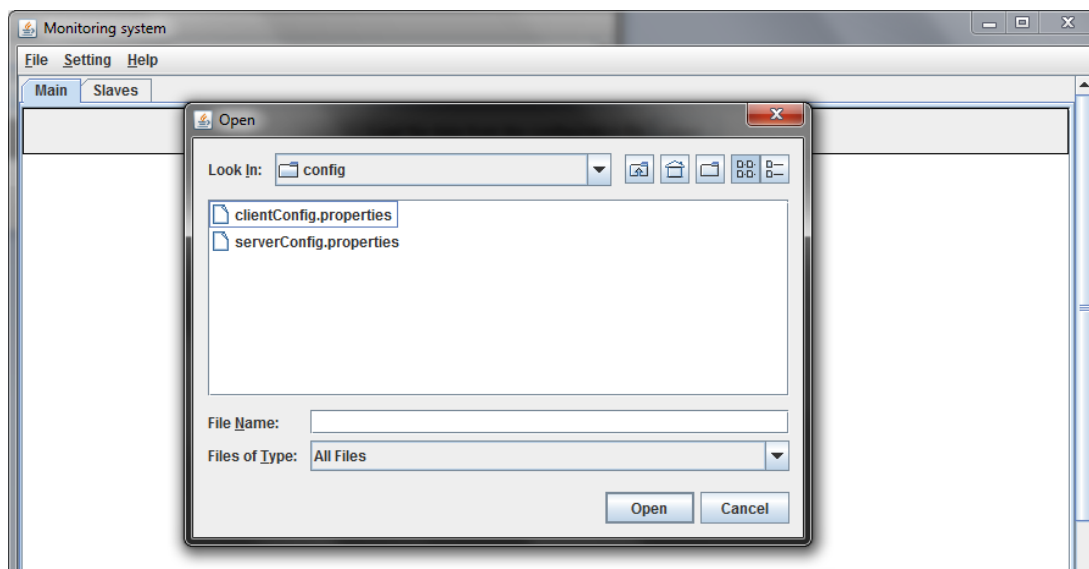 Monitoring system
File Setting Help
Main Slaves
Open
Look In: config
clientConfig.properties
serverConfig.properties
File Name:
Files of Type: All Files
Open Cancel